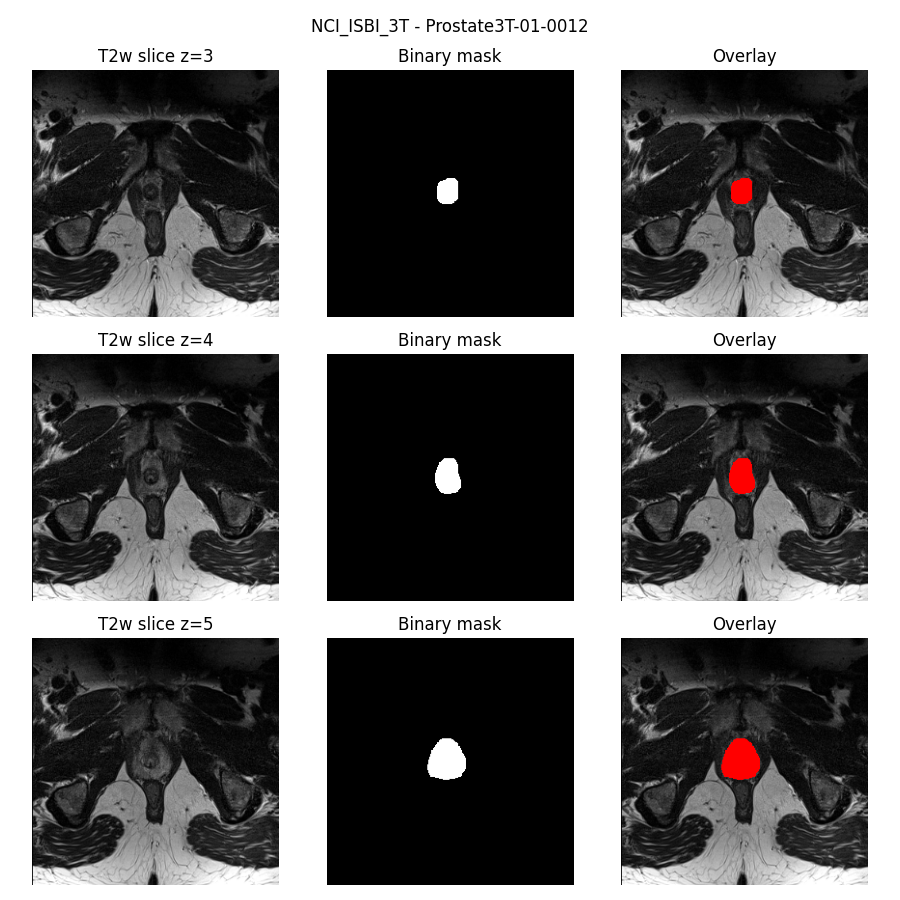 NCI_ISBI_3T - Prostate3T-01-0012
T2w slice z=3
Binary mask
Overlay
T2w slice z=4
Binary mask
Overlay
T2w slice z=5
Binary mask
Overlay